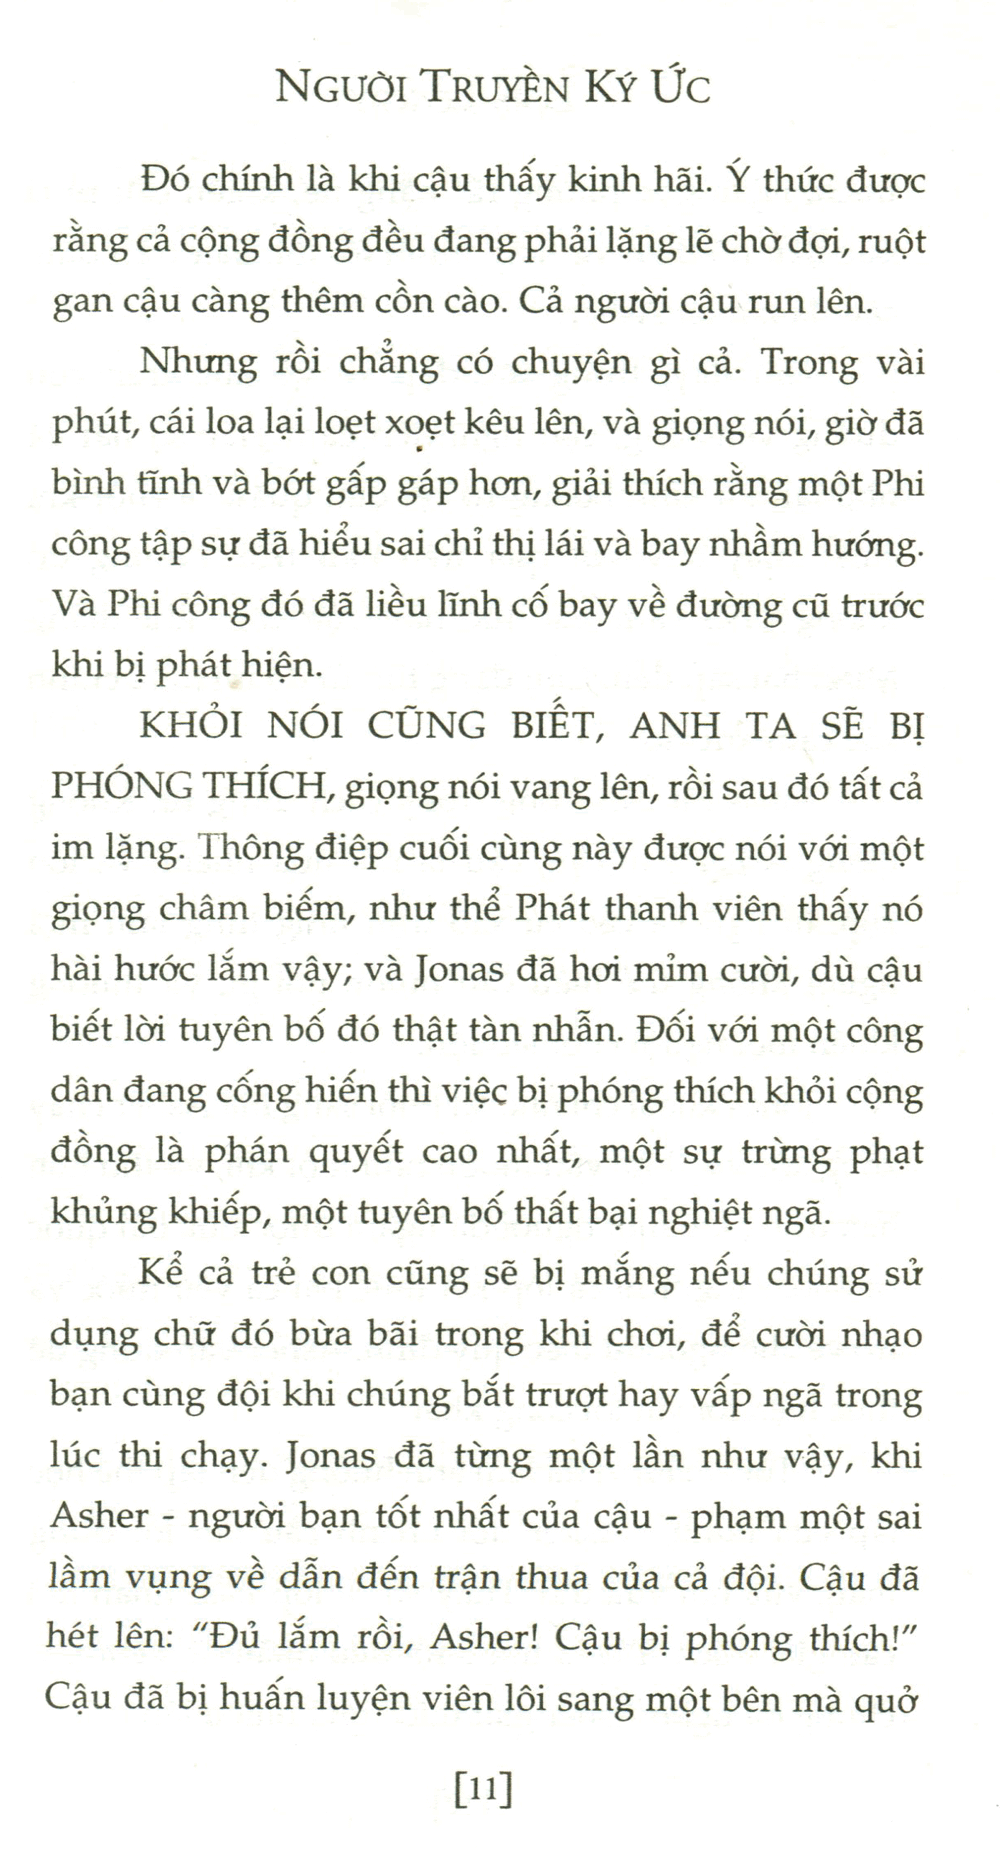 NGƯỜI TRUYỀN KÝ ỨC
Đó chính là khi cậu thấy kinh hãi. Ý thức được
rằng cả cộng đồng đều đang phải lặng lẽ chờ đợi, ruột
gan cậu càng thêm cồn cào. Cả người cậu run lên.
Nhưng rồi chẳng có chuyện gì cả. Trong vài
phút, cái loa lại loẹt xoẹt kêu lên, và giọng nói, giờ đã
bình tĩnh và bớt gấp gáp hơn, giải thích rằng một Phi
công tập sự đã hiểu sai chỉ thị lái và bay nhầm hướng.
Và Phi công đó đã liều lĩnh cố bay về đường cũ trước
khi bị phát hiện.
KHỎI NÓI CŨNG BIẾT, ANH TA SẼ BỊ
PHÓNG THÍCH, giọng nói vang lên, rồi sau đó tất cả
im lặng. Thông điệp cuối cùng này được nói với một
giọng châm biếm, như thể Phát thanh viên thấy nó
hài hước lắm vậy; và Jonas đã hơi mỉm cười, dù cậu
biết lời tuyên bố đó thật tàn nhẫn. Đối với một công
dân đang cống hiến thì việc bị phóng thích khỏi cộng
đồng là phán quyết cao nhất, một sự trừng phạt
khủng khiếp, một tuyên bố thất bại nghiệt ngã.
Kể cả trẻ con cũng sẽ bị mắng nếu chúng sử
dụng chữ đó bừa bãi trong khi chơi, để cười nhạo
bạn cùng đội khi chúng bắt trượt hay vấp ngã trong
lúc thi chạy. Jonas đã từng một lần như vậy, khi
Asher - người bạn tốt nhất của cậu - phạm một sai
lầm vụng về dẫn đến trận thua của cả đội. Cậu đã
hét lên: "Đủ lắm rồi, Asher! Cậu bị phóng thích!"
Cậu đã bị huấn luyện viên lôi sang một bên mà quở
[11]